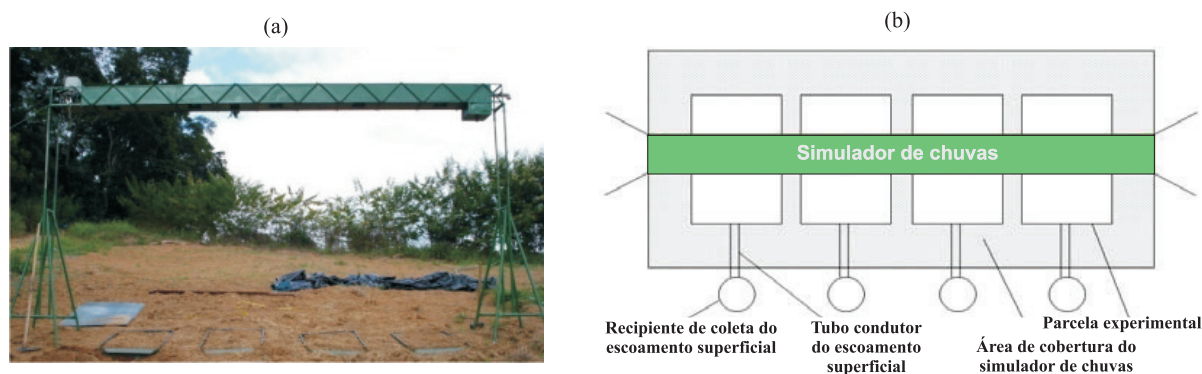 (a)
(b)
Simulador de chuvas
Recipiente de coleta do
escoamento superficial
Tubo condutor
do escoamento
superficial
Parcela experimental
Área de cobertura do
simulador de chuvas